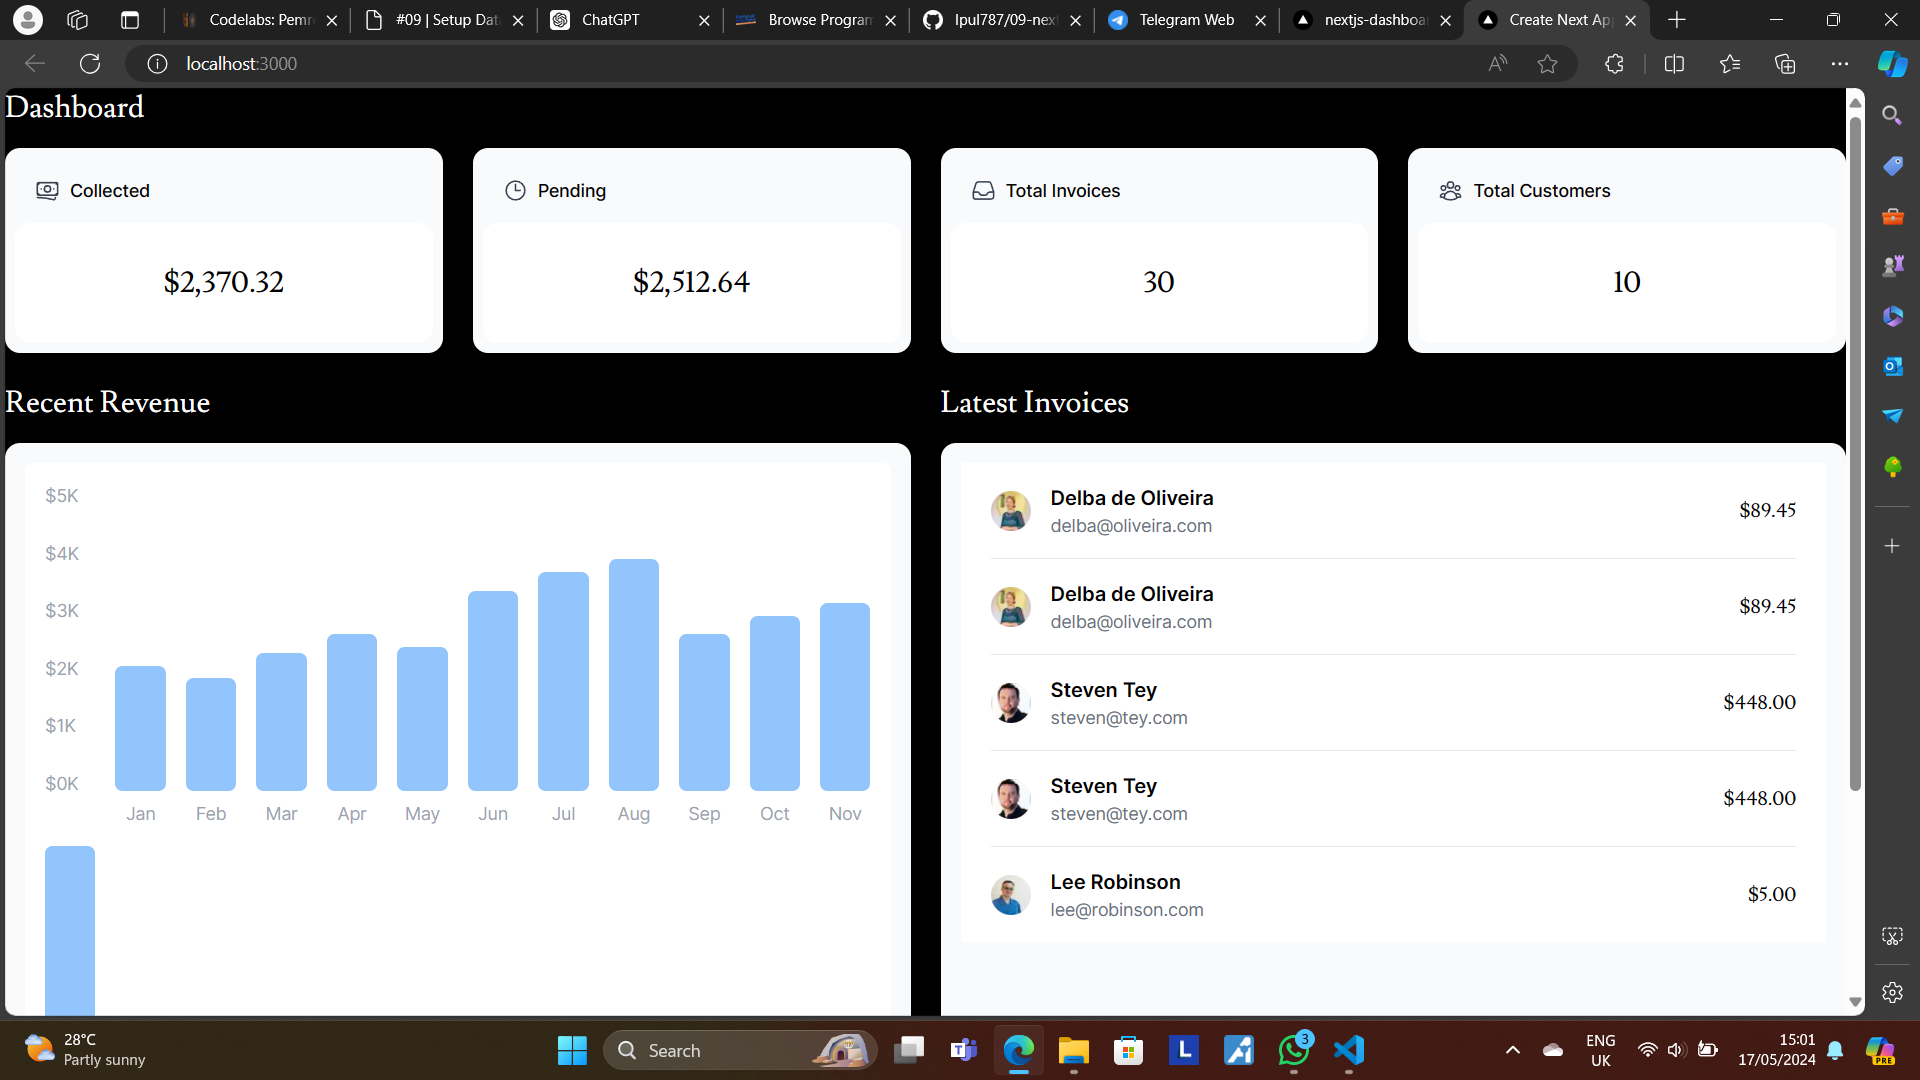 Codelabs: Pemr
#09 | Setup Dat
ChatGPT
Browse Program
Ipul787/09-next
Telegram Web
nextjs-dashboa
Create Next Ap
localhost:3000
Dashboard
Collected
$2,370.32
Pending
$2,512.64
Total Invoices
30
Total Customers
10
Recent Revenue
$5K
$4K
$3K
$2K
$1K
$0K
Jan Feb Mar Apr May Jun Jul Aug Sep Oct Nov
Latest Invoices
Delba de Oliveira
delba@oliveira.com
$89.45
Delba de Oliveira
delba@oliveira.com
$89.45
Steven Tey
steven@tey.com
$448.00
Steven Tey
steven@tey.com
$448.00
Lee Robinson
lee@robinson.com
$5.00
28°C
Partly sunny
Search
3
ENG
UK
15:01
17/05/2024
PRE